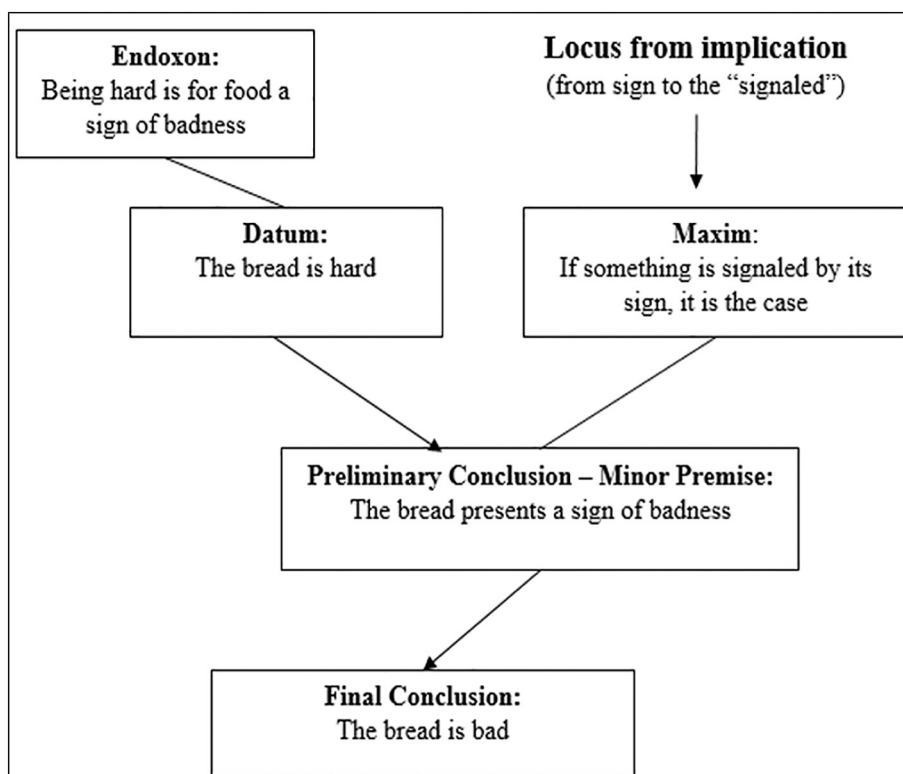 Endoxon:
Being hard is for food a
sign of badness
Locus from implication
(from sign to the “signaled”)
Datum:
The bread is hard
Maxim:
If something is signaled by its
sign, it is the case
Preliminary Conclusion – Minor Premise:
The bread presents a sign of badness
Final Conclusion:
The bread is bad